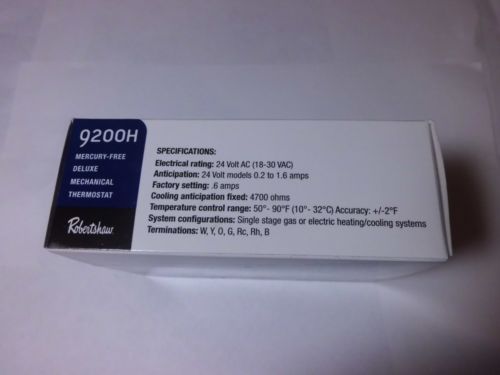 9200H
MERCURY-FREE
DELUXE
MECHANICAL
THERMOSTAT
Robertshaw
SPECIFICATIONS:
Electrical rating: 24 Volt AC (18-30 VAC)
Anticipation: 24 Volt models 0.2 to 1.6 amps
Factory setting: .6 amps
Cooling anticipation fixed: 4700 ohms
Temperature control range: 50°- 90°F (10°- 32°C) Accuracy: +/-2°F
System configurations: Single stage gas or electric heating/cooling systems
Terminations: W, Y, O, G, Rc, Rh, B